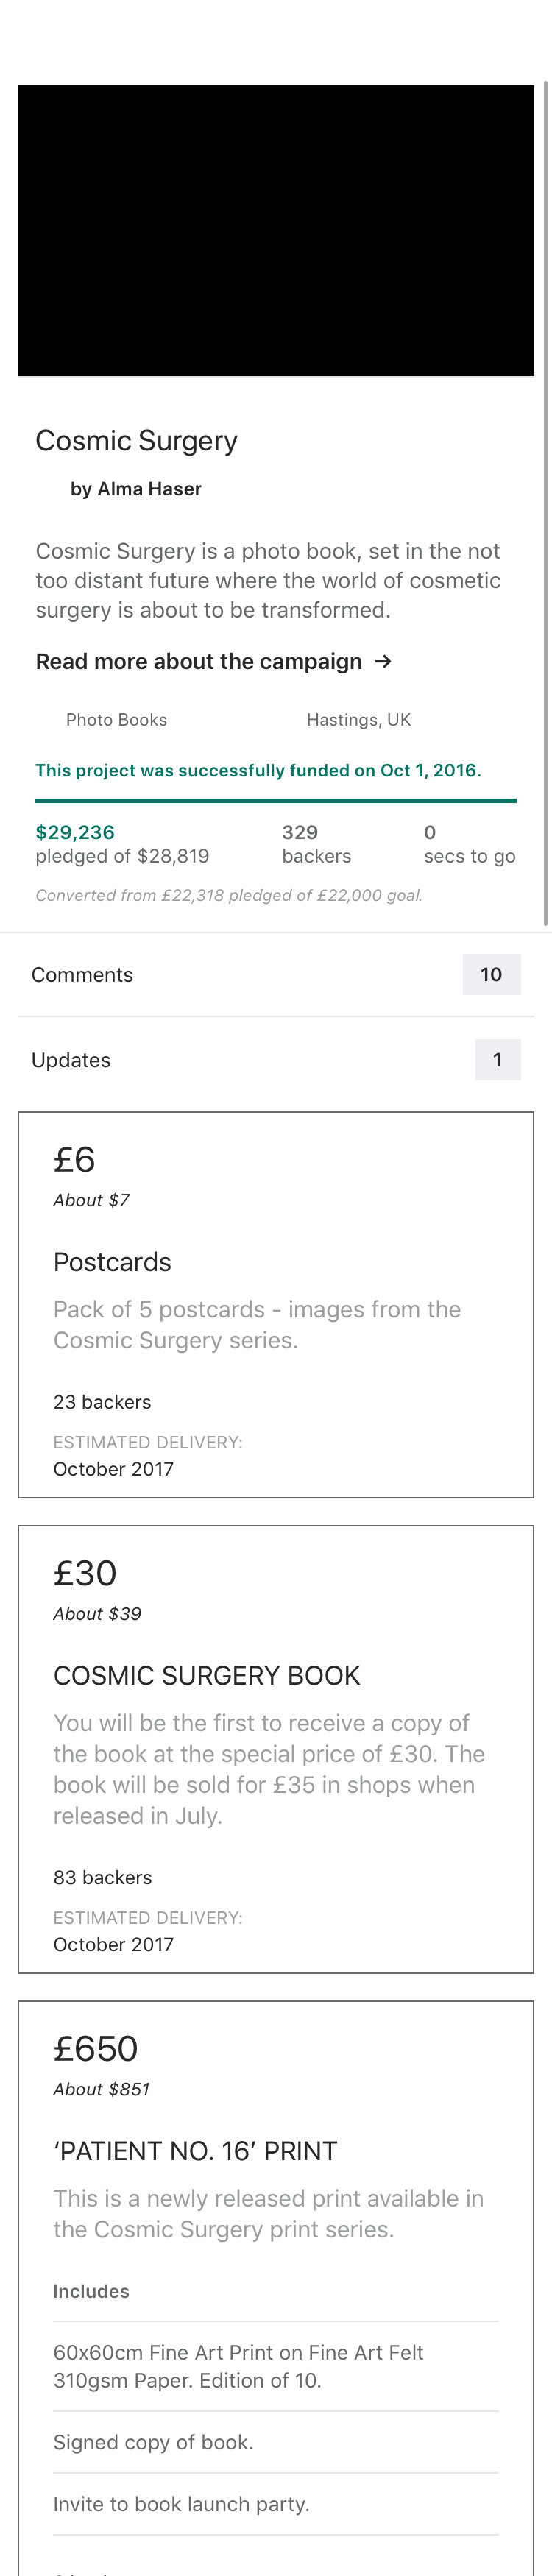 Cosmic Surgery
by Alma Haser
Cosmic Surgery is a photo book, set in the not
too distant future where the world of cosmetic
surgery is about to be transformed.
Read more about the campaign →
Photo Books
Hastings, UK
This project was successfully funded on Oct 1, 2016.
$29,236
pledged of $28,819
329
backers
0
secs to go
Converted from £22,318 pledged of £22,000 goal.
Comments
10
Updates
1
£6
About $7
Postcards
Pack of 5 postcards - images from the
Cosmic Surgery series.
23 backers
ESTIMATED DELIVERY:
October 2017
£30
About $39
COSMIC SURGERY BOOK
You will be the first to receive a copy of
the book at the special price of £30. The
book will be sold for £35 in shops when
released in July.
83 backers
ESTIMATED DELIVERY:
October 2017
£650
About $851
‘PATIENT NO. 16’ PRINT
This is a newly released print available in
the Cosmic Surgery print series.
Includes
60x60cm Fine Art Print on Fine Art Felt
310gsm Paper. Edition of 10.
Signed copy of book.
Invite to book launch party.